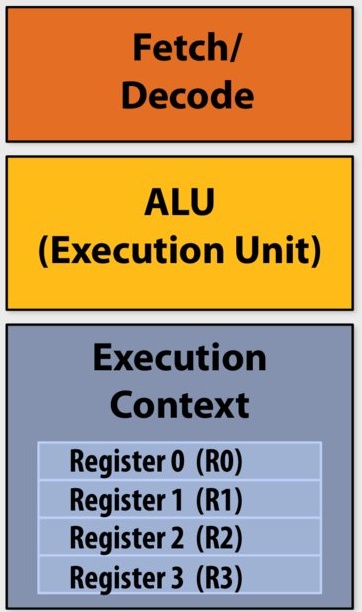 Fetch/
Decode
ALU
(Execution Unit)
Execution
Context
Register 0 (R0)
Register 1 (R1)
Register 2 (R2)
Register 3 (R3)